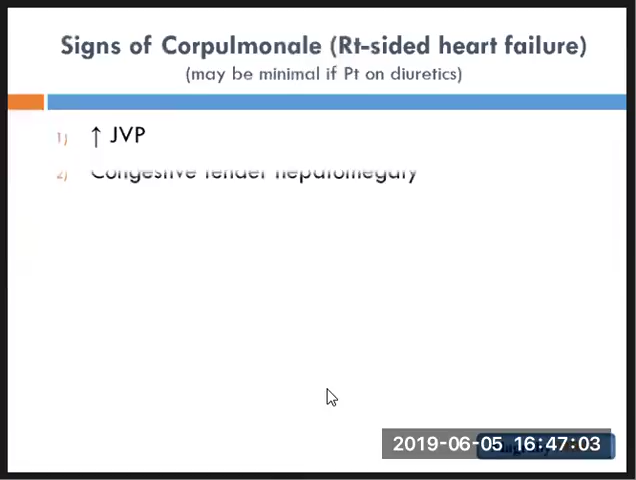 Signs of Corpulmonale (Rt-sided heart failure)
(may be minimal if Pt on diuretics)
1) ↑ JVP
2) Congestive tender hepatomegaly
2019-06-05 16:47:03